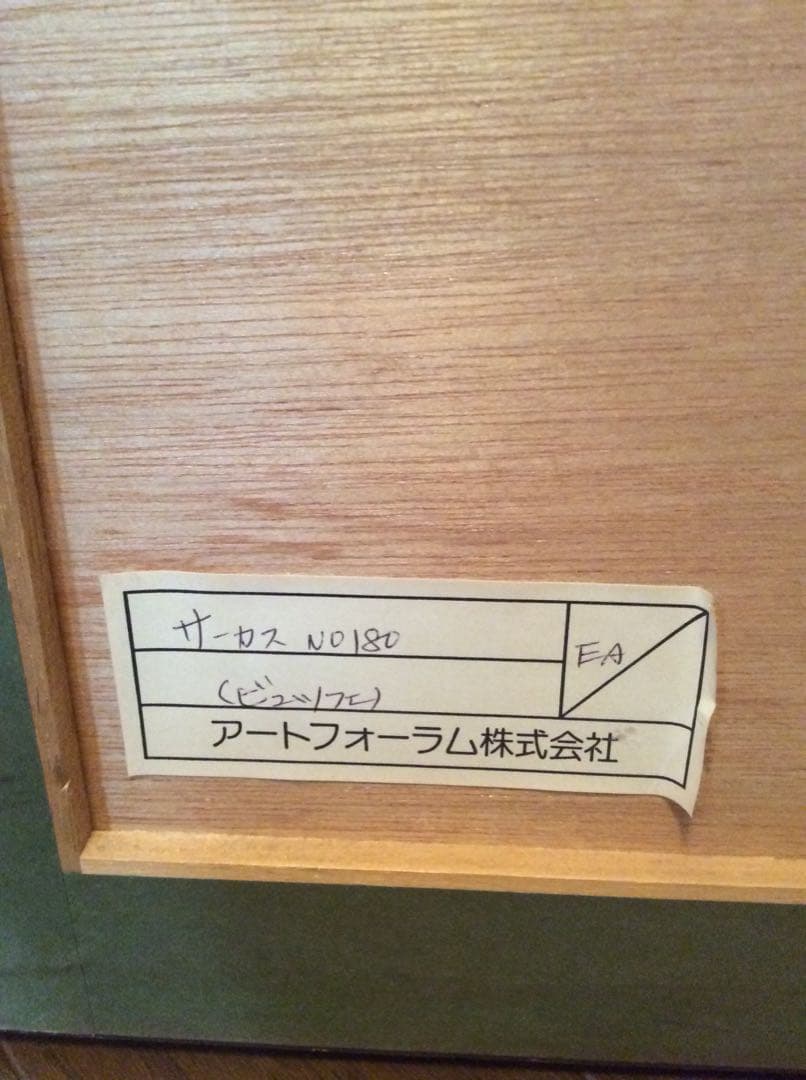 サーカス NO180
EA
(ビュッフェ)
アートフォーラム株式会社